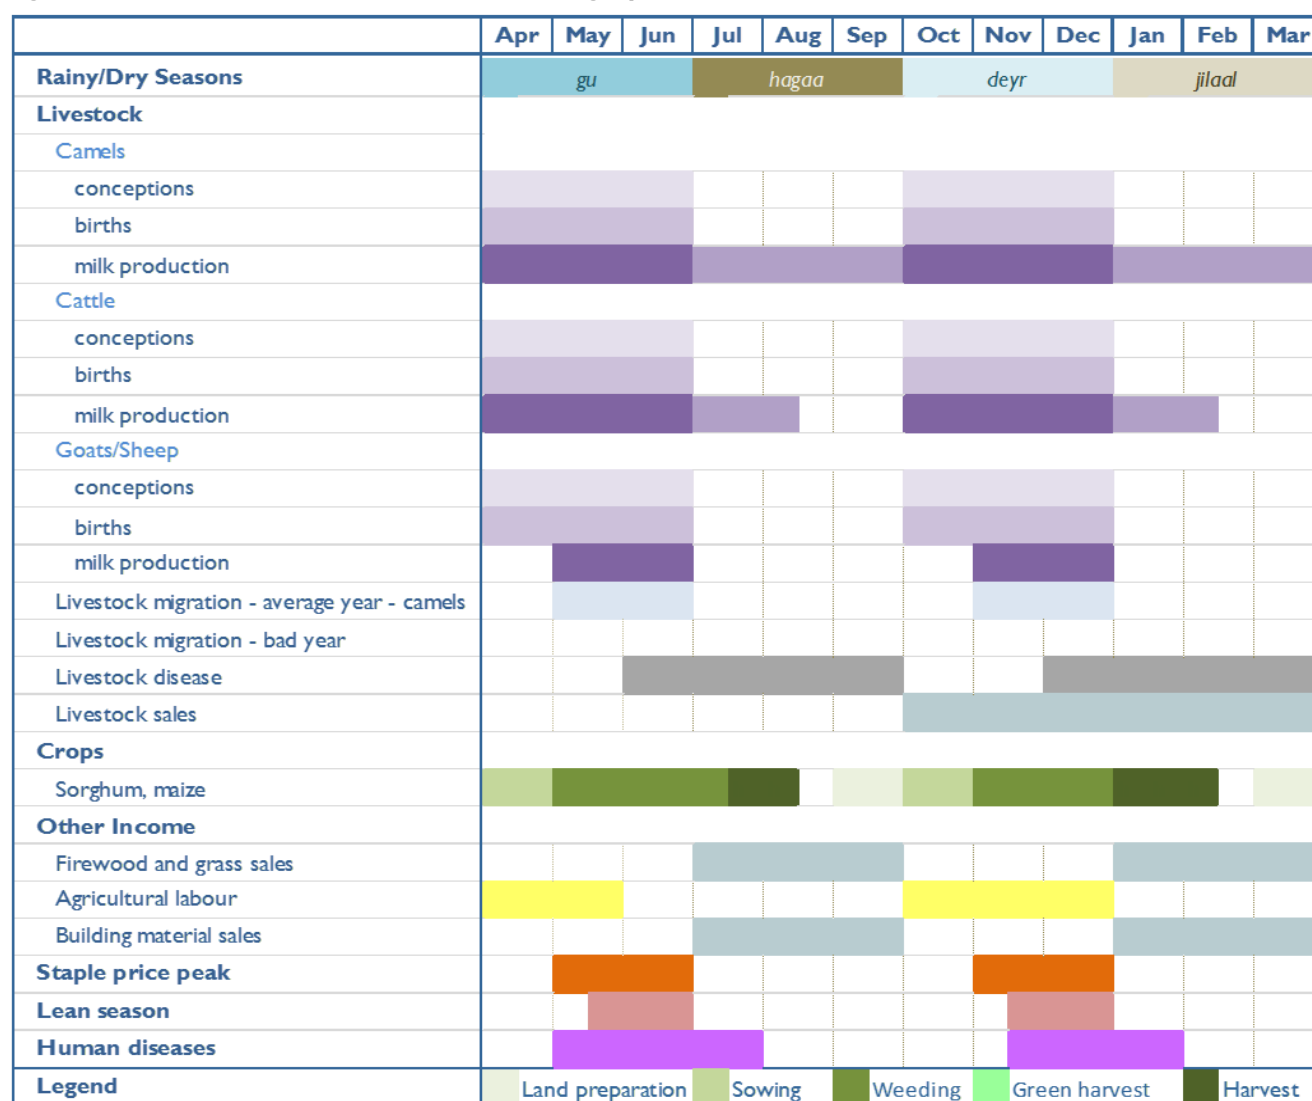 Apr May Jun Jul Aug Sep Oct Nov Dec Jan Feb Mar
Rainy/Dry Seasons gu hagaa deyr jilaal
Livestock
Camels
conceptions
births
milk production
Cattle
conceptions
births
milk production
Goats/Sheep
conceptions
births
milk production
Livestock migration - average year - camels
Livestock migration - bad year
Livestock disease
Livestock sales
Crops
Sorghum, maize
Other Income
Firewood and grass sales
Agricultural labour
Building material sales
Staple price peak
Lean season
Human diseases
Legend Land preparation Sowing Weeding Green harvest Harvest